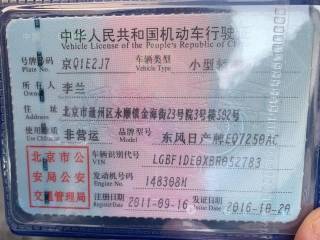 中华人民共和国机动车行驶
Vehicle License of the People's Republic of Ch
号牌号码 京Q1E2J7 车辆类型 小型轿车
Plate No. Vehicle Type
所有人 李兰
Owner
住址 北京市通州区永顺镇金海街23号院3号楼592号
Address
使用性质 非营运 品牌型号 东风日产牌EQ7250AC
Use Character Model
北京市公安局公安交通管理局
车辆识别代号 LGBF1DE0XBR052783
VIN
发动机号码 148308M
Engine No.
注册日期 2011-09-16 发证日期 2016-10-20
Register Date Issue Date